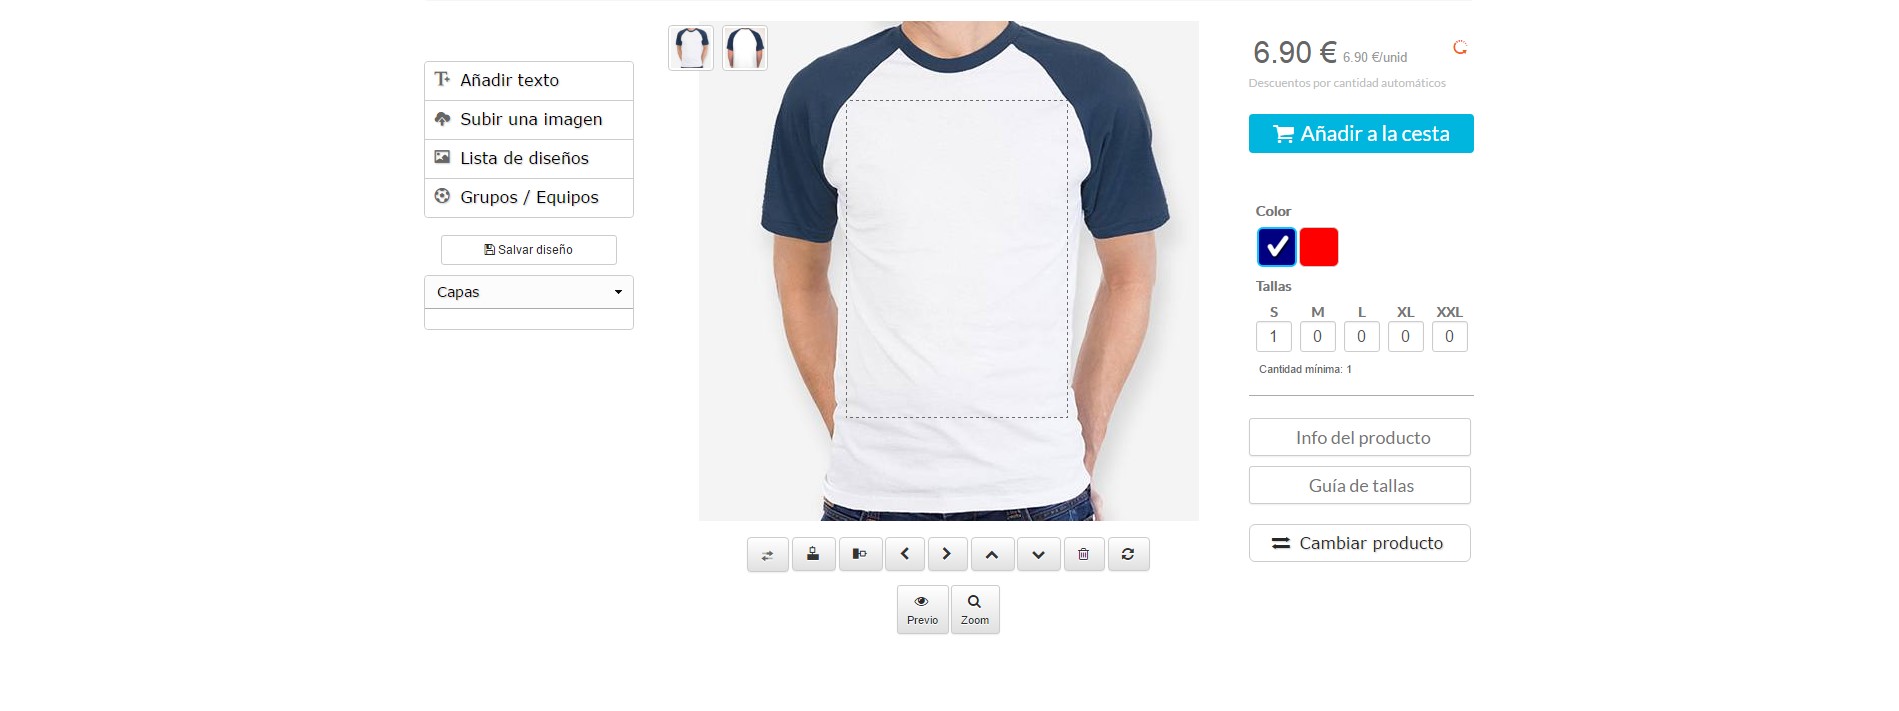 Añadir texto
Subir una imagen
Lista de diseños
Grupos / Equipos
Salvar diseño
Capas
Previo
Zoom
6.90 € 6.90 €/unid
Descuentos por cantidad automáticos
Añadir a la cesta
Color
Tallas
S M L XL XXL
1 0 0 0 0
Cantidad mínima: 1
Info del producto
Guía de tallas
Cambiar producto